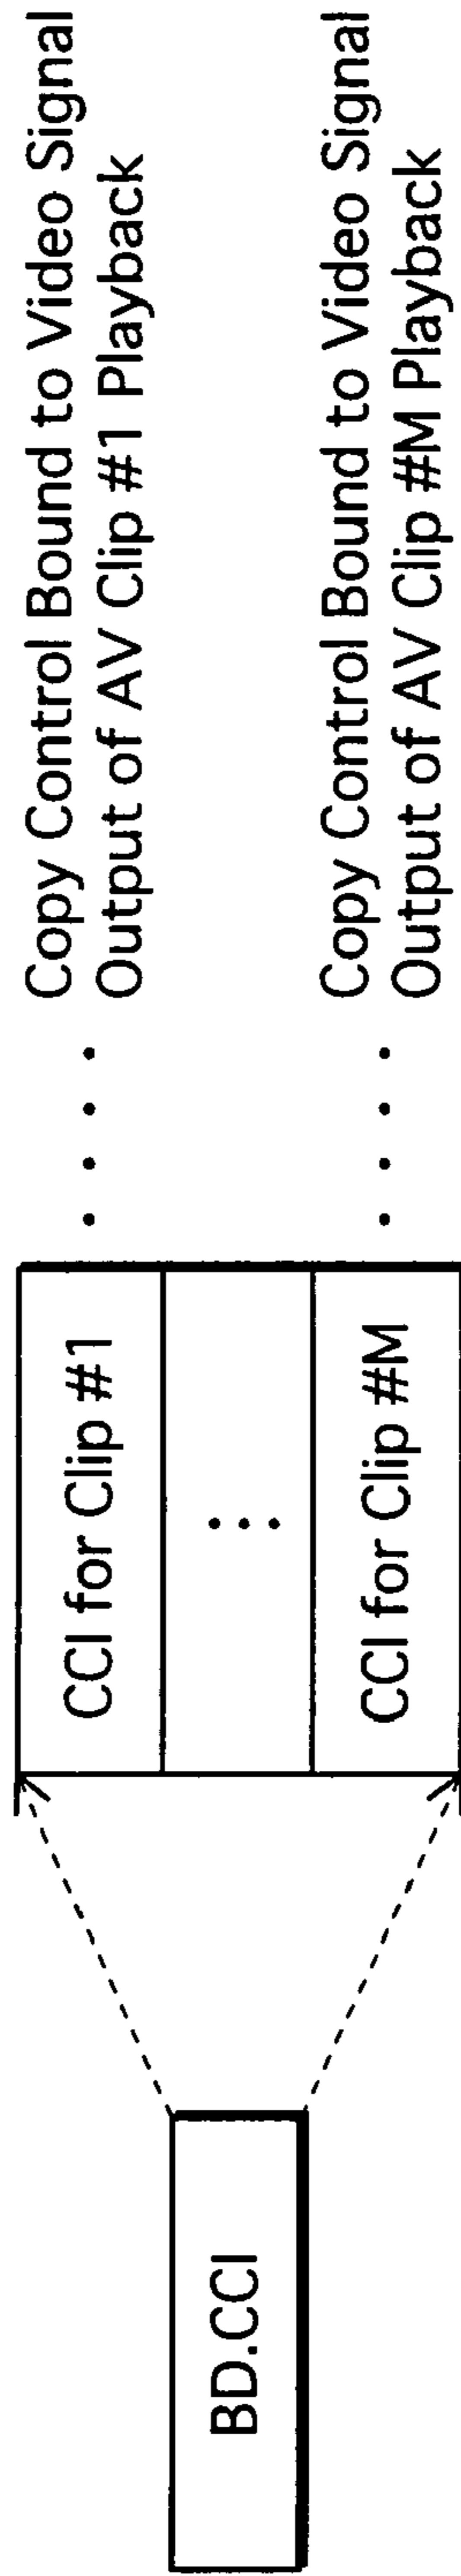 BD.CCI
CCI for Clip #1
⋮
CCI for Clip #M
. . . . Copy Control Bound to Video Signal
Output of AV Clip #1 Playback
. . . . Copy Control Bound to Video Signal
Output of AV Clip #M Playback